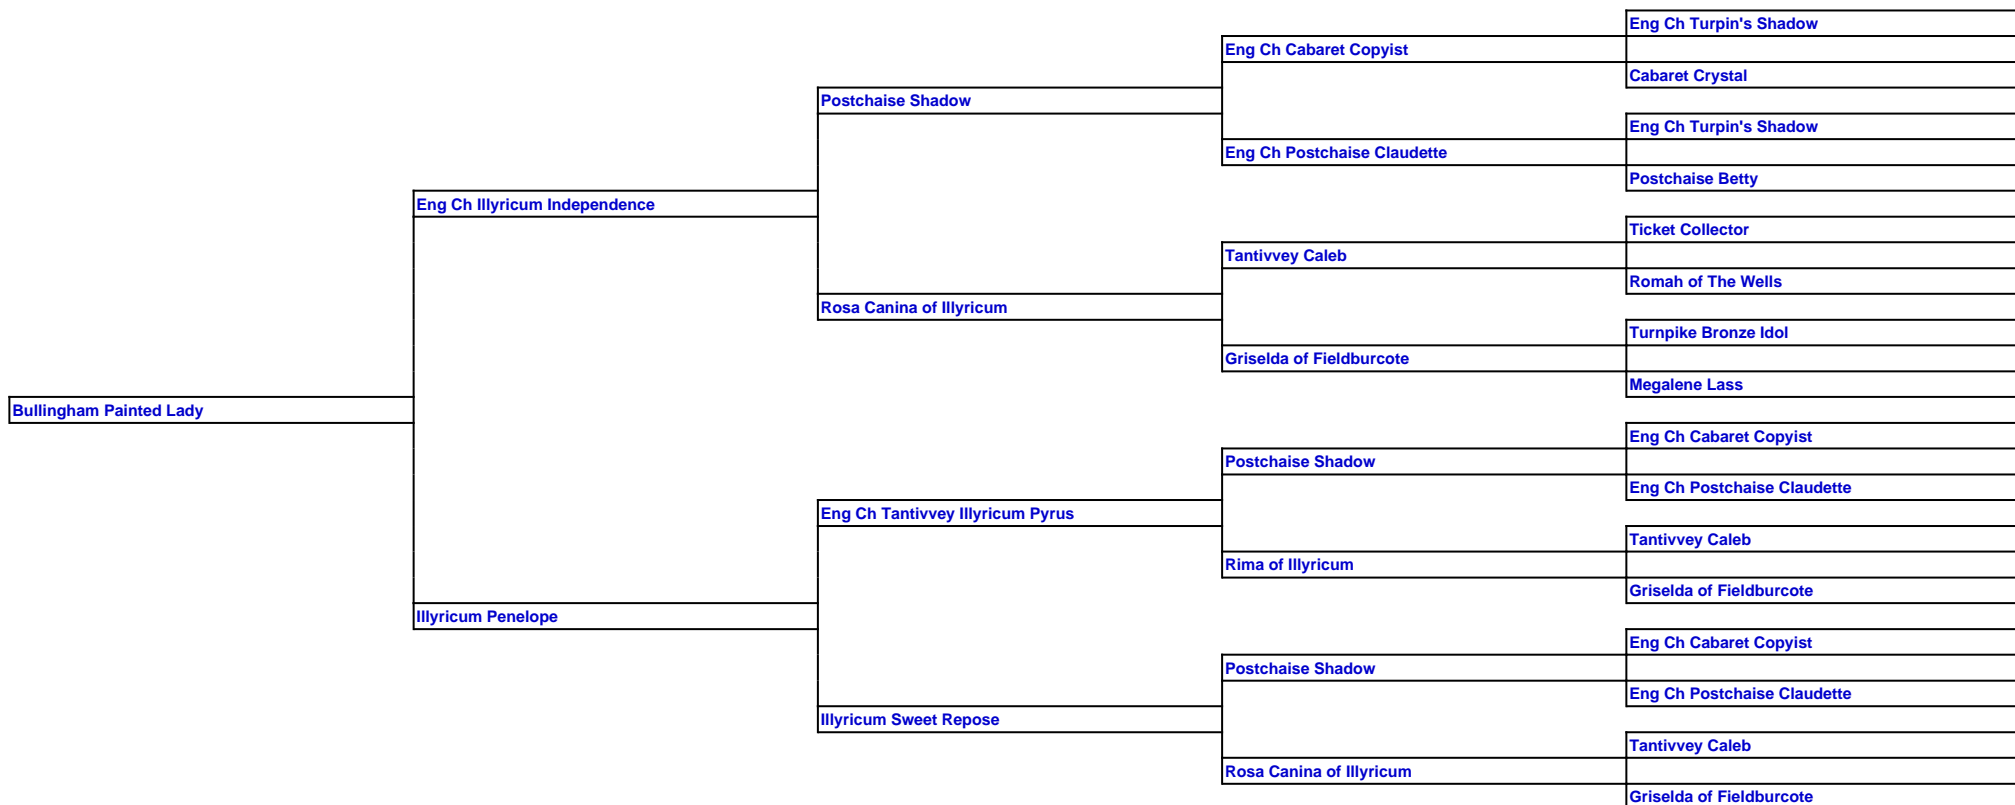 Eng Ch Turpin's Shadow
Eng Ch Cabaret Copyist
Cabaret Crystal
Postchaise Shadow
Eng Ch Turpin's Shadow
Eng Ch Postchaise Claudette
Postchaise Betty
Eng Ch Illyricum Independence
Ticket Collector
Tantivvey Caleb
Romah of The Wells
Rosa Canina of Illyricum
Turnpike Bronze Idol
Griselda of Fieldburcote
Megalene Lass
Bullingham Painted Lady
Eng Ch Cabaret Copyist
Postchaise Shadow
Eng Ch Postchaise Claudette
Eng Ch Tantivvey Illyricum Pyrus
Tantivvey Caleb
Rima of Illyricum
Griselda of Fieldburcote
Illyricum Penelope
Eng Ch Cabaret Copyist
Postchaise Shadow
Eng Ch Postchaise Claudette
Illyricum Sweet Repose
Tantivvey Caleb
Rosa Canina of Illyricum
Griselda of Fieldburcote